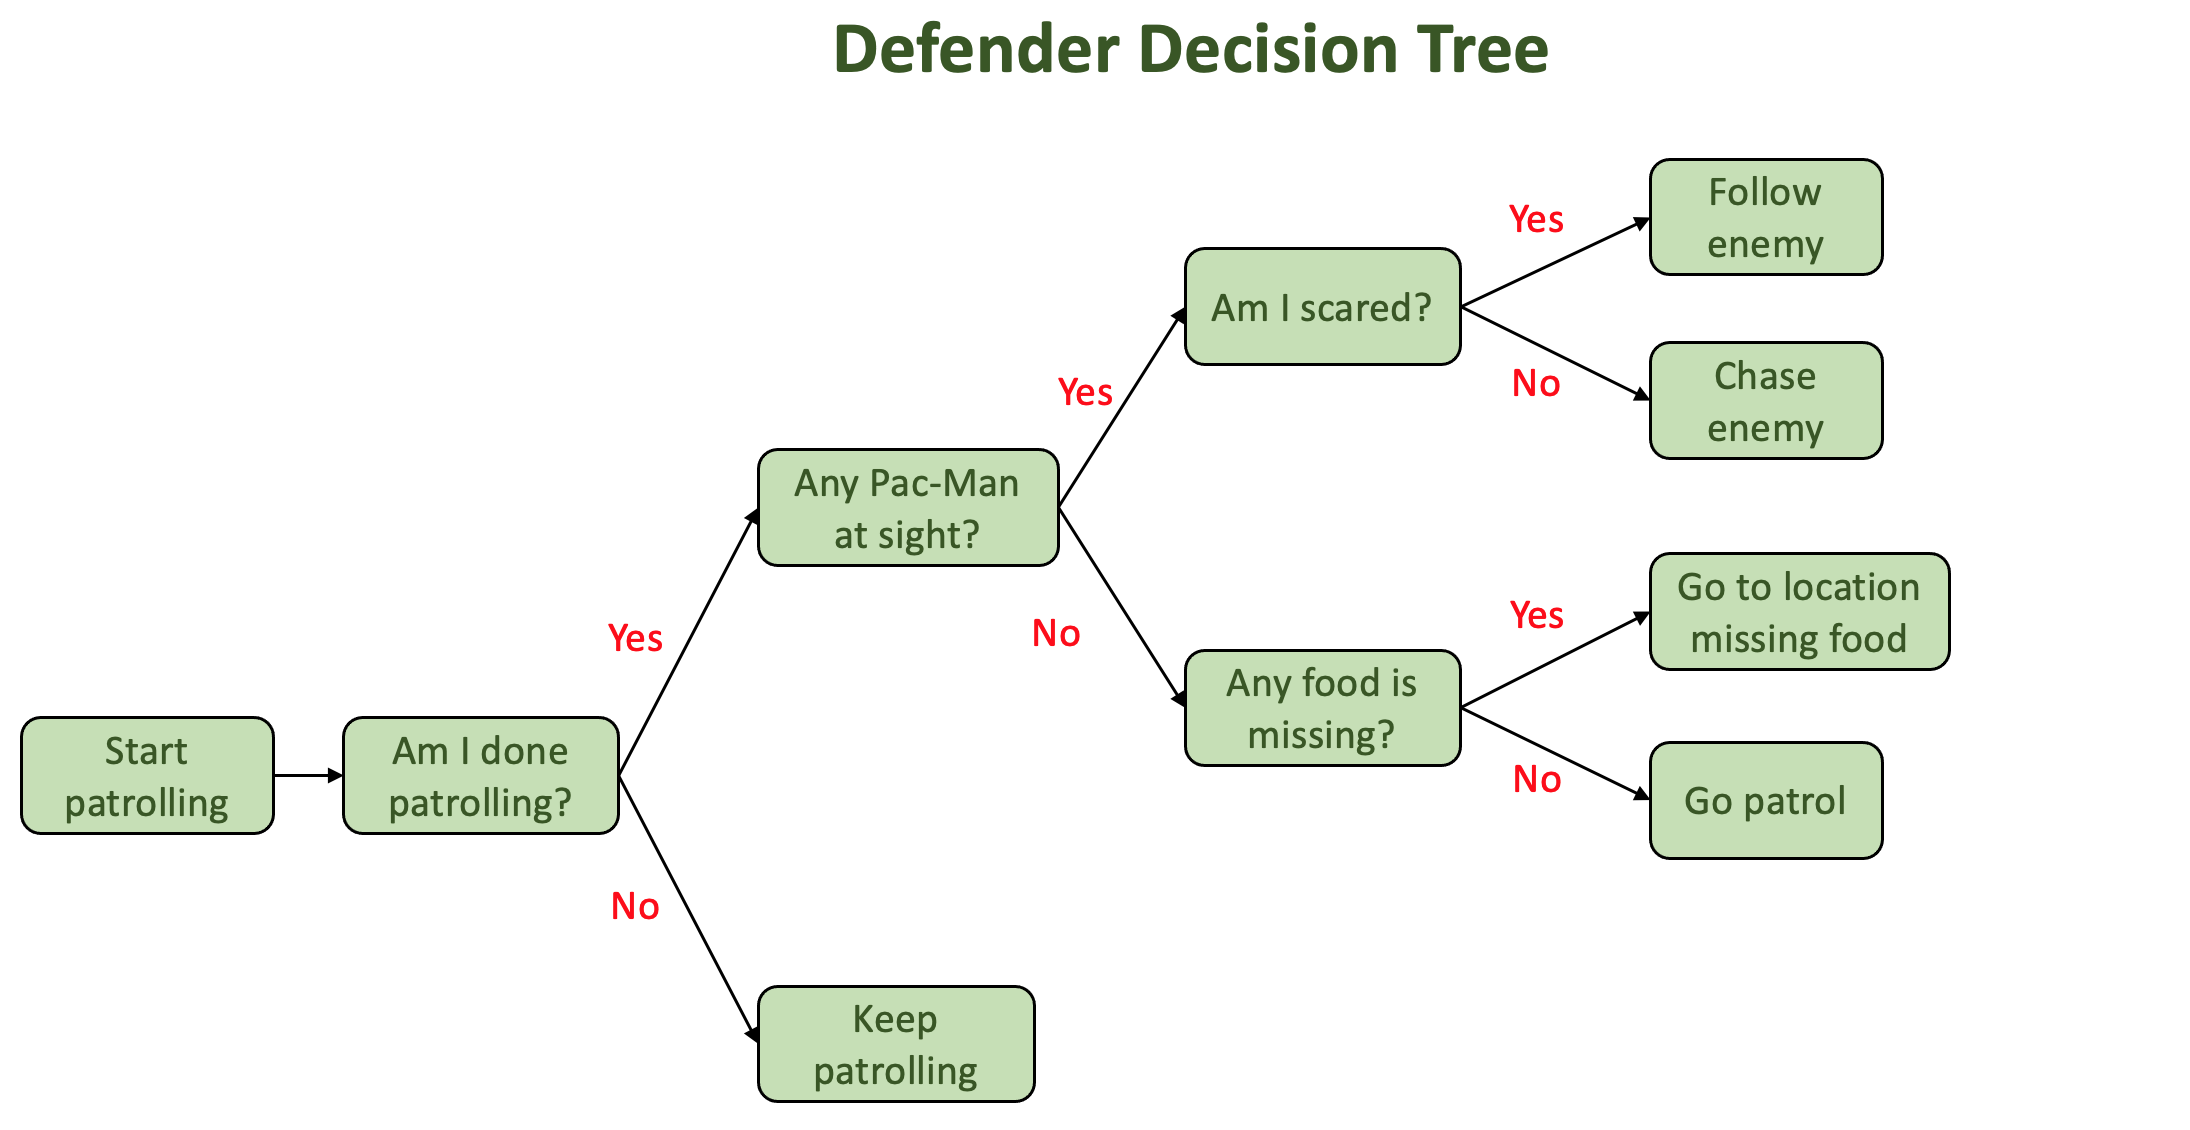 Defender Decision Tree
Start
patrolling
Am I done
patrolling?
Yes
No
Any Pac-Man
at sight?
Keep
patrolling
Yes
No
Am I scared?
Any food is
missing?
Yes
No
Follow
enemy
Chase
enemy
Yes
No
Go to location
missing food
Go patrol